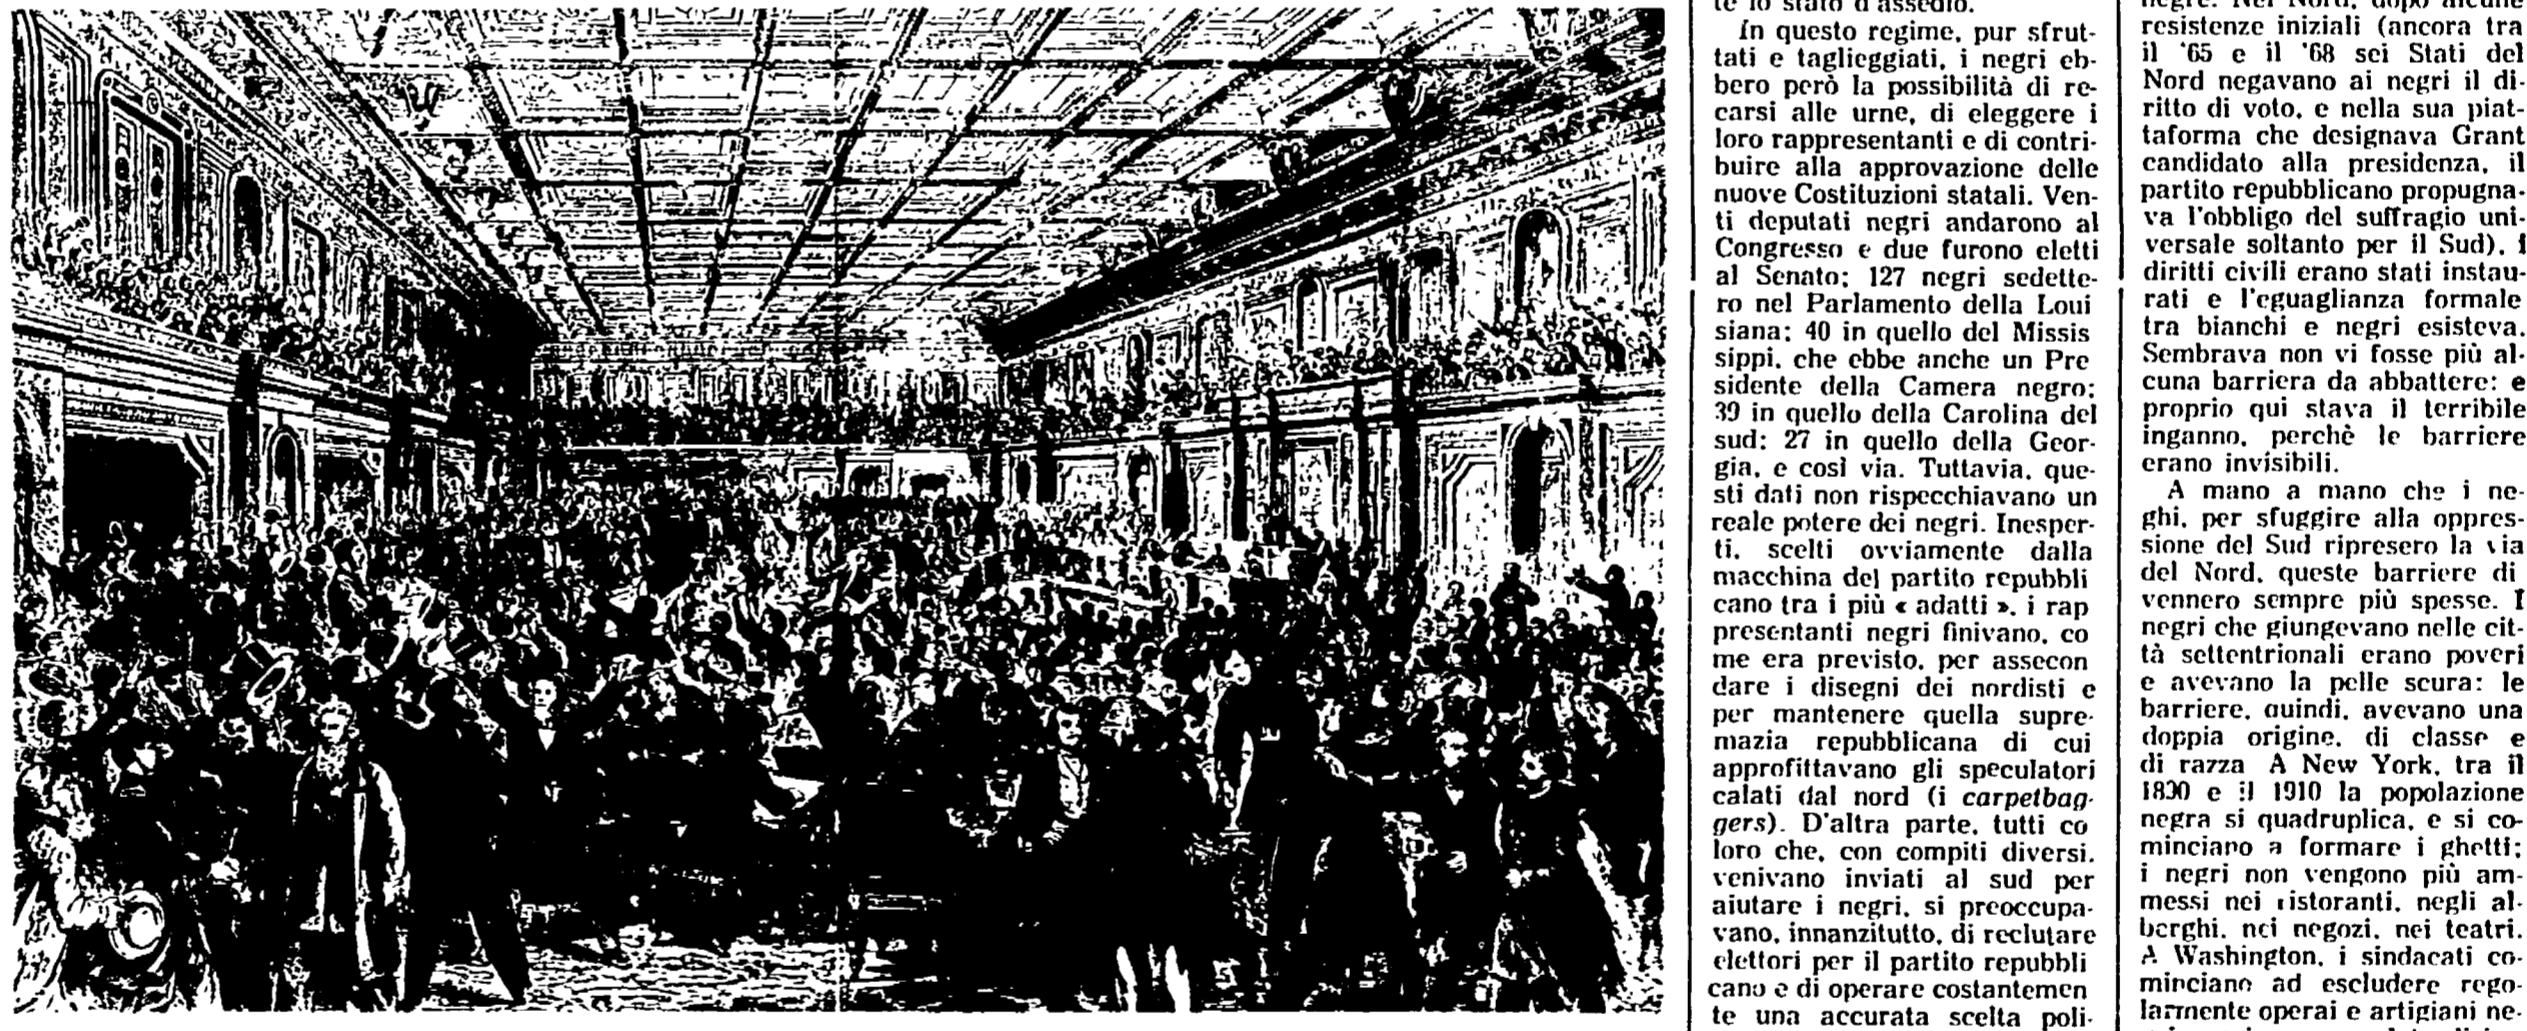 te lo stato d'assedio.
In questo regime, pur sfrut-
tati e taglieggiati, i negri eb-
bero però la possibilità di re-
carsi alle urne, di eleggere i
loro rappresentanti e di contri-
buire alla approvazione delle
nuove Costituzioni statali. Ven-
ti deputati negri andarono al
Congresso e due furono eletti
al Senato; 127 negri sedette-
ro nel Parlamento della Loui
siana; 40 in quello del Missis
sippi, che ebbe anche un Pre
sidente della Camera negro;
39 in quello della Carolina del
sud; 27 in quello della Geor-
gia, e così via. Tuttavia, que-
sti dati non rispecchiavano un
reale potere dei negri. Inesper-
ti, scelti ovviamente dalla
macchina del partito repubbli
cano tra i più « adatti », i rap
presentanti negri finivano, co
me era previsto, per assecon
dare i disegni dei nordisti e
per mantenere quella supre-
mazia repubblicana di cui
approfittavano gli speculatori
calati dal nord (i carpetbag-
gers). D'altra parte, tutti co
loro che, con compiti diversi,
venivano inviati al sud per
aiutare i negri, si preoccupa-
vano, innanzitutto, di reclutare
elettori per il partito repubbli
cano e di operare costantemen
te una accurata scelta poli-
negre. Nel Nord, dopo alcune
resistenze iniziali (ancora tra
il '65 e il '68 sei Stati del
Nord negavano ai negri il di-
ritto di voto, e nella sua piat-
taforma che designava Grant
candidato alla presidenza, il
partito repubblicano propugna-
va l'obbligo del suffragio uni-
versale soltanto per il Sud), i
diritti civili erano stati instau-
rati e l'eguaglianza formale
tra bianchi e negri esisteva.
Sembrava non vi fosse più al-
cuna barriera da abbattere: e
proprio qui stava il terribile
inganno, perchè le barriere
erano invisibili.
A mano a mano che i ne-
ghi, per sfuggire alla oppres-
sione del Sud ripresero la via
del Nord, queste barriere di
vennero sempre più spesse. I
negri che giungevano nelle cit-
tà settentrionali erano poveri
e avevano la pelle scura: le
barriere, quindi, avevano una
doppia origine, di classe e
di razza A New York, tra il
e il 1910 la popolazione
negra si quadruplica, e si co-
minciano a formare i ghetti;
i negri non vengono più am-
messi nei ristoranti, negli al-
berghi, nei negozi, nei teatri.
A Washington, i sindacati co-
minciano ad escludere rego-
larmente operai e artigiani ne-